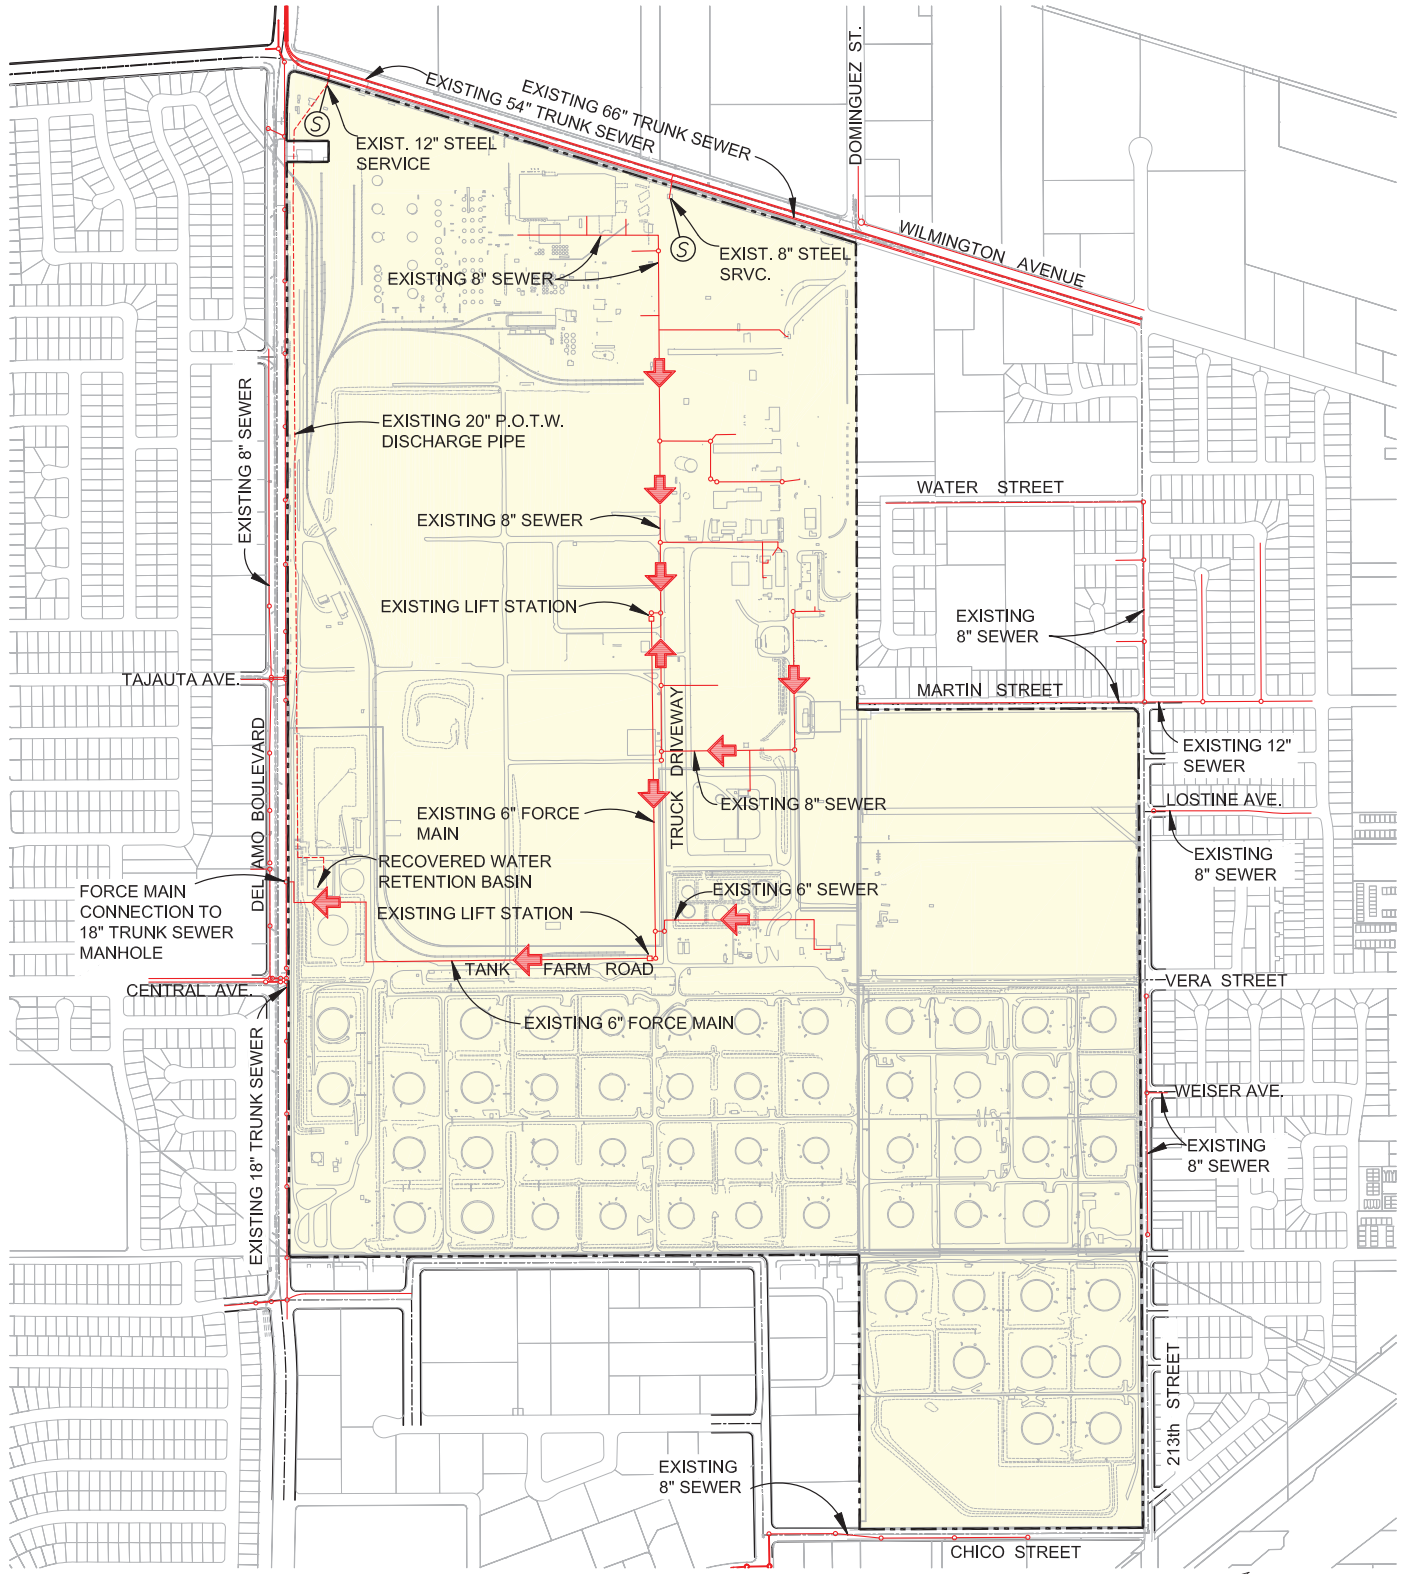 EXISTING 66" TRUNK SEWER
EXISTING 54" TRUNK SEWER
DOMINGUEZ ST.
S
EXIST. 12" STEEL
SERVICE
WILMINGTON AVENUE
S
EXIST. 8" STEEL
SRVC.
EXISTING 8" SEWER
EXISTING 8" SEWER
EXISTING 20" P.O.T.W.
DISCHARGE PIPE
WATER STREET
EXISTING 8" SEWER
EXISTING LIFT STATION
EXISTING
8" SEWER
TAJAUTA AVE.
MARTIN STREET
DEL AMO BOULEVARD
TRUCK DRIVEWAY
EXISTING 12"
SEWER
EXISTING 8" SEWER
LOSTINE AVE.
EXISTING 6" FORCE
MAIN
EXISTING
8" SEWER
RECOVERED WATER
RETENTION BASIN
FORCE MAIN
CONNECTION TO
18" TRUNK SEWER
MANHOLE
EXISTING 6" SEWER
EXISTING LIFT STATION
TANK FARM ROAD
VERA STREET
CENTRAL AVE.
EXISTING 6" FORCE MAIN
EXISTING 18" TRUNK SEWER
WEISER AVE.
EXISTING
8" SEWER
213th STREET
EXISTING
8" SEWER
CHICO STREET